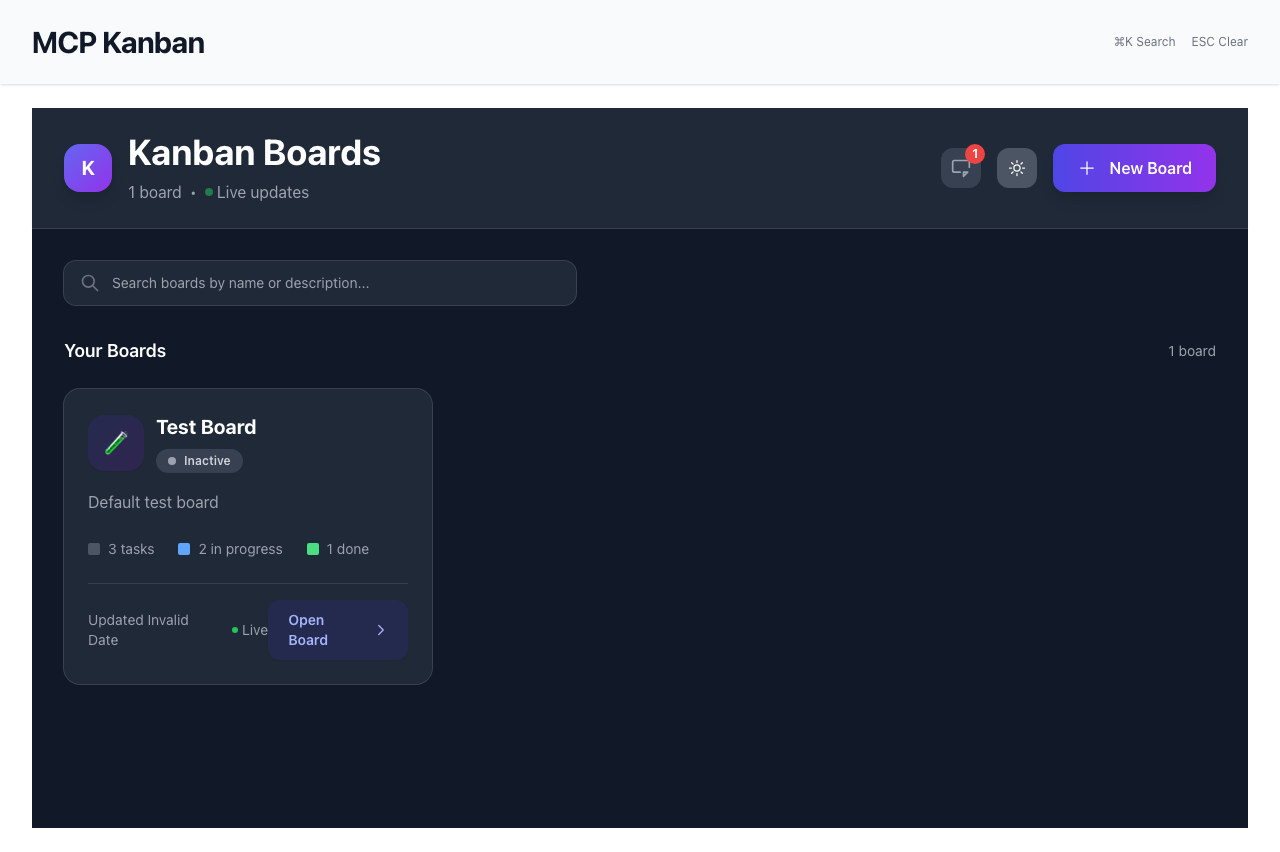 MCP Kanban
⌘K Search ESC Clear
K
Kanban Boards
1 board • Live updates
1
New Board
Search boards by name or description...
Your Boards
1 board
Test Board
Inactive
Default test board
3 tasks 2 in progress 1 done
Updated Invalid
Date
Live
Open
Board